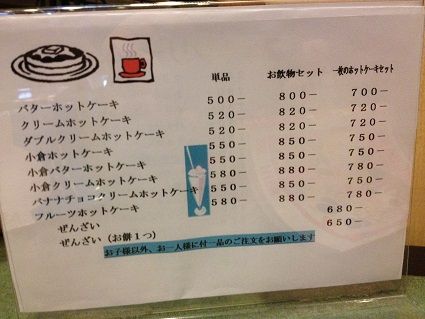 単品 お飲物セット 一枚のホットケーキセット
バターホットケーキ 500− 800− 700−
クリームホットケーキ 520− 820− 720−
ダブルクリームホットケーキ 520− 820− 720−
小倉ホットケーキ 550− 850− 750−
小倉バターホットケーキ 550− 850− 750−
小倉クリームホットケーキ 580− 880− 780−
バナナチョコクリームホットケーキ 550− 850− 750−
フルーツホットケーキ 580− 880− 780−
ぜんざい 680−
ぜんざい（お餅１つ） 650−
お子様以外、お一人様に付一品のご注文をお願いします